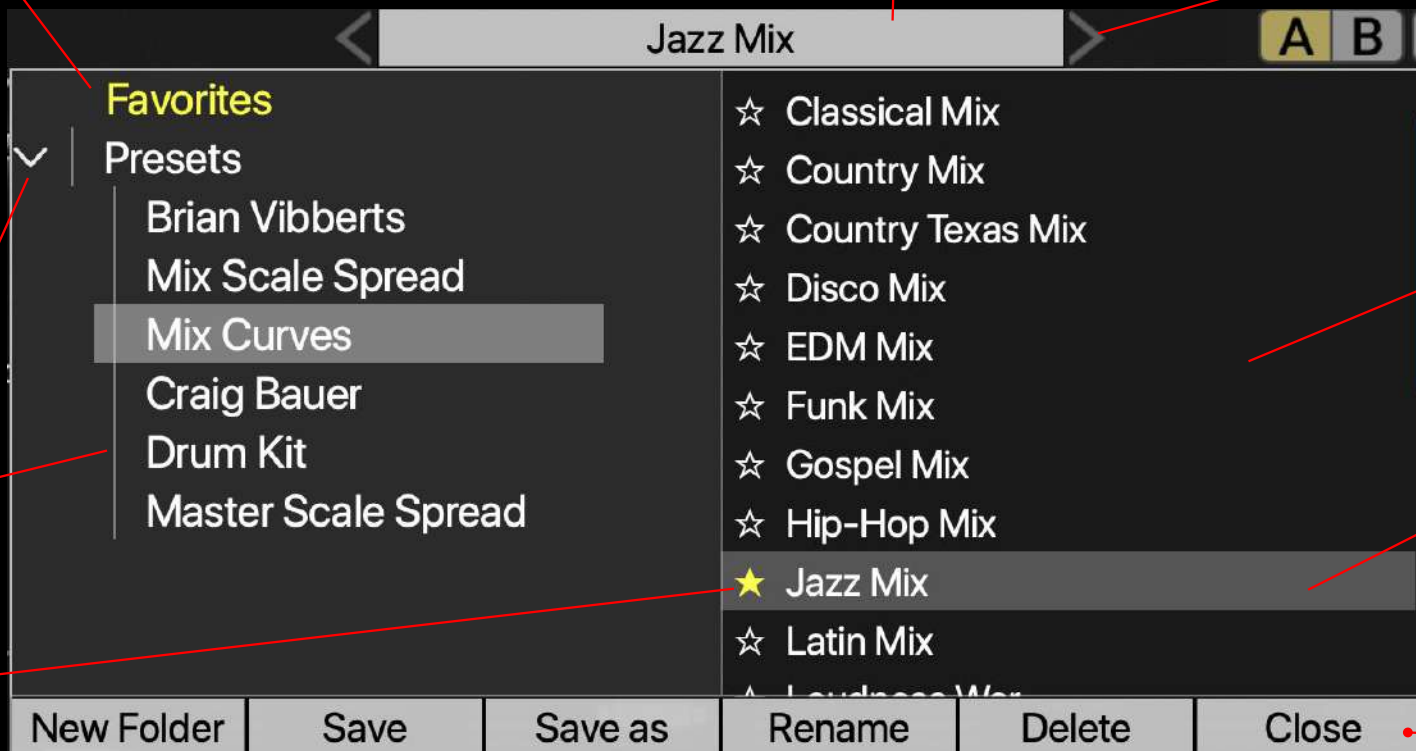 Jazz Mix
A B
Favorites
Presets
Brian Vibberts
Mix Scale Spread
Mix Curves
Craig Bauer
Drum Kit
Master Scale Spread
Classical Mix
Country Mix
Country Texas Mix
Disco Mix
EDM Mix
Funk Mix
Gospel Mix
Hip-Hop Mix
Jazz Mix
Latin Mix
New Folder
Save
Save as
Rename
Delete
Close